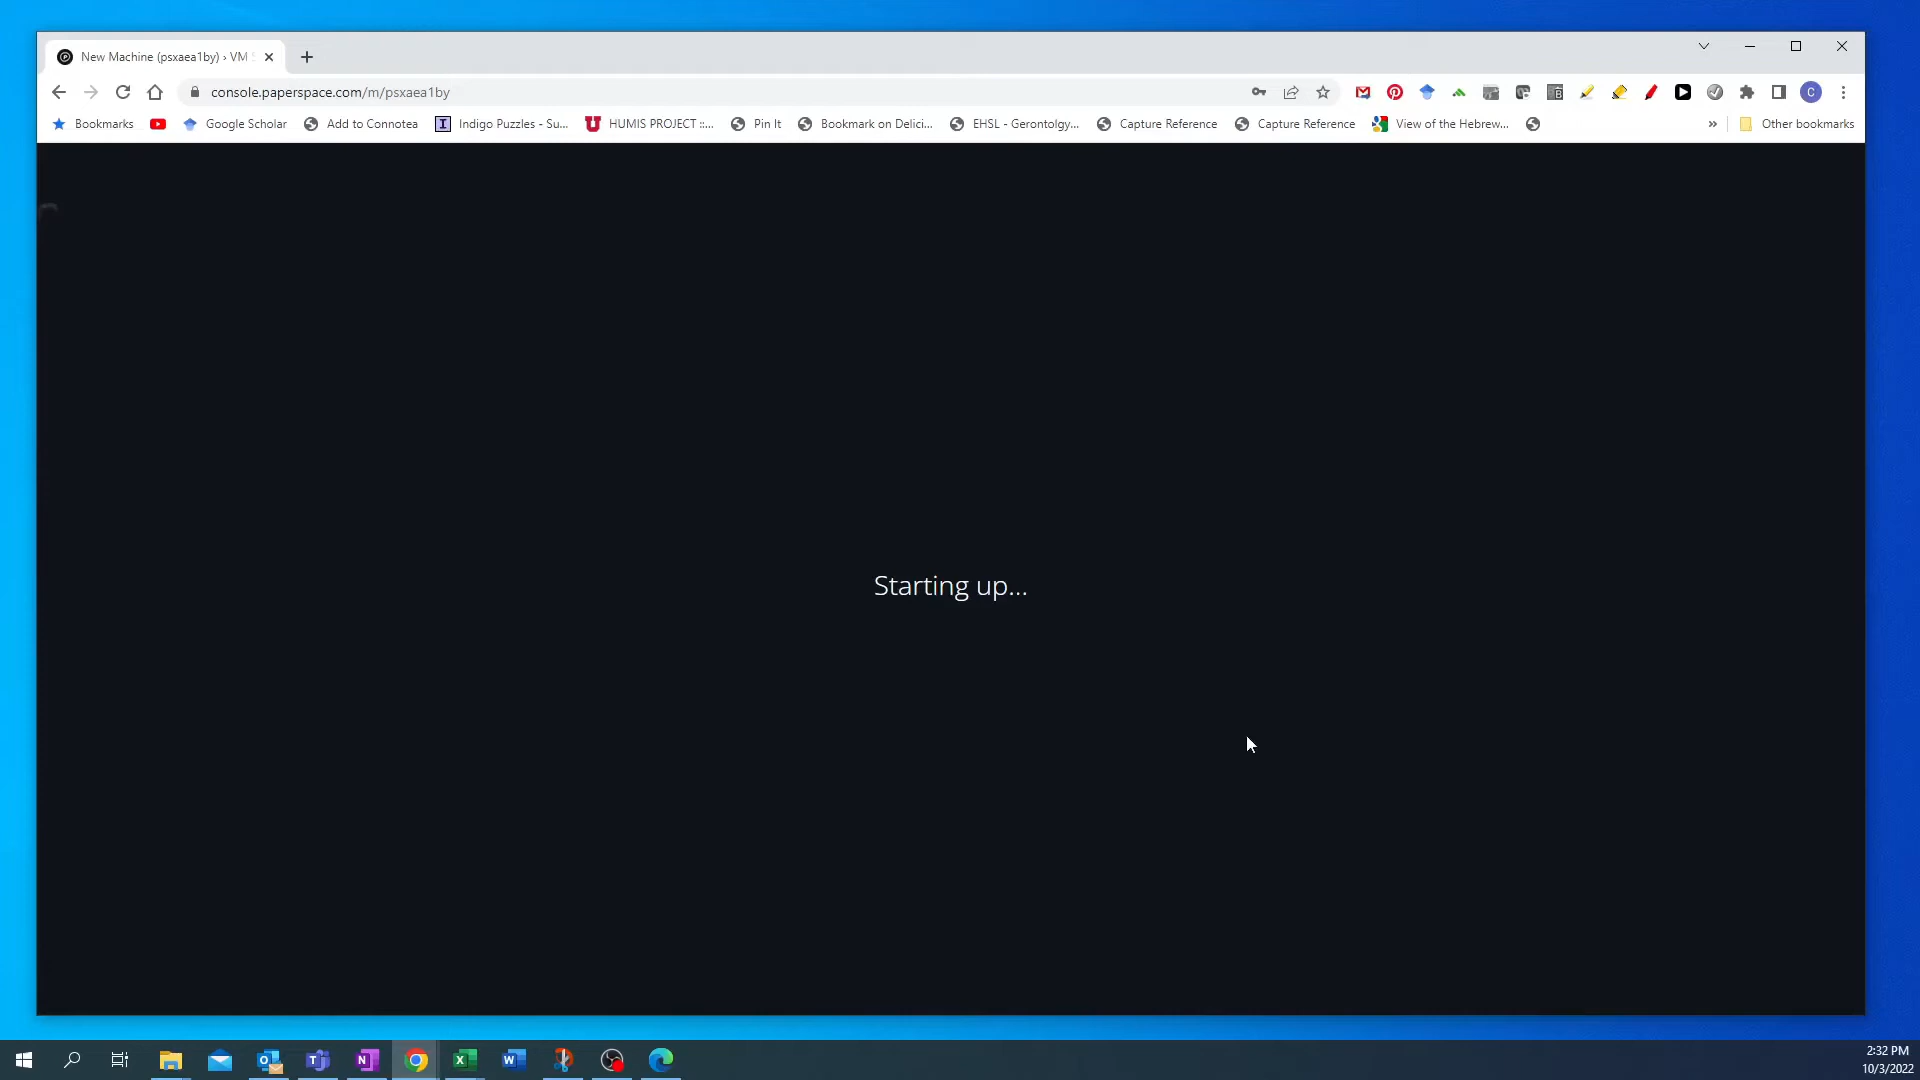 New Machine (psxaea1by) › VM
console.paperspace.com/m/psxaea1by
Bookmarks Google Scholar Add to Connotea Indigo Puzzles - Su... HUMIS PROJECT ::... Pin It Bookmark on Delici... EHSL - Gerontolgy... Capture Reference Capture Reference View of the Hebrew... » Other bookmarks
Starting up...
2:32 PM
10/3/2022